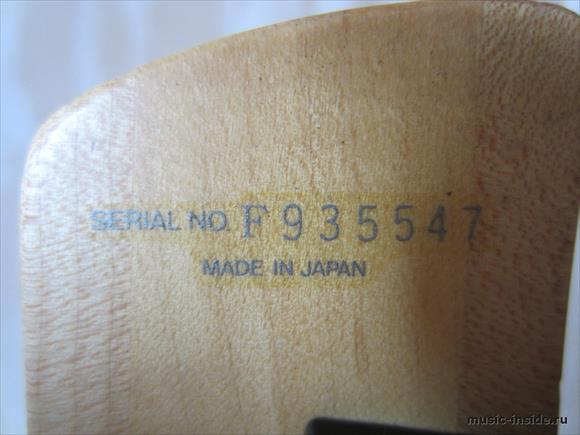 SERIAL NO. F935547
MADE IN JAPAN
music-inside.ru